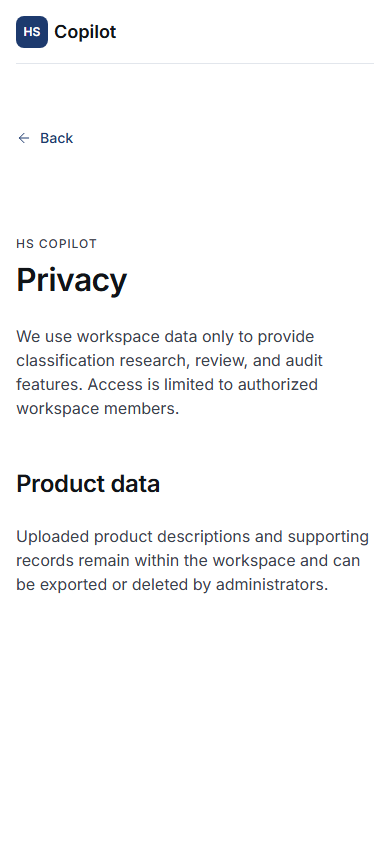 HS Copilot
Back
HS COPILOT
Privacy
We use workspace data only to provide
classification research, review, and audit
features. Access is limited to authorized
workspace members.
Product data
Uploaded product descriptions and supporting
records remain within the workspace and can
be exported or deleted by administrators.